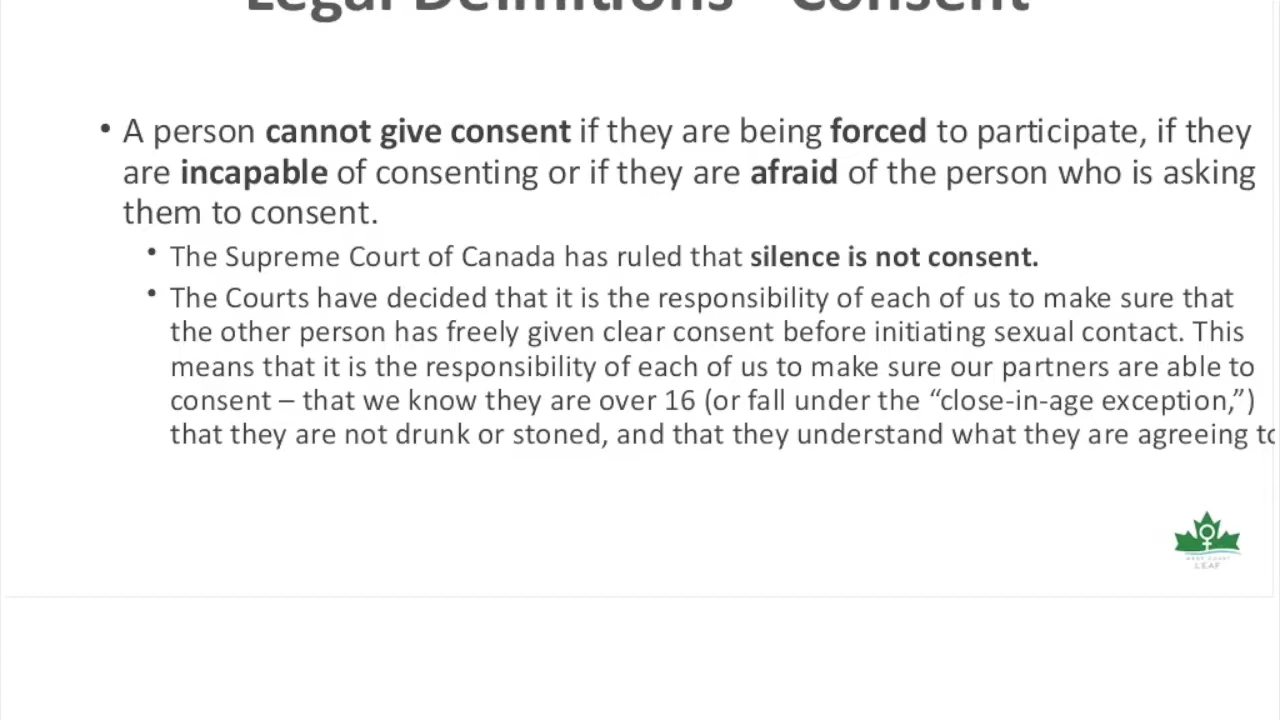 Legal Definitions - Consent
• A person cannot give consent if they are being forced to participate, if they
are incapable of consenting or if they are afraid of the person who is asking
them to consent.
• The Supreme Court of Canada has ruled that silence is not consent.
• The Courts have decided that it is the responsibility of each of us to make sure that
the other person has freely given clear consent before initiating sexual contact. This
means that it is the responsibility of each of us to make sure our partners are able to
consent – that we know they are over 16 (or fall under the “close-in-age exception,”)
that they are not drunk or stoned, and that they understand what they are agreeing to
WEST COAST
LEAF